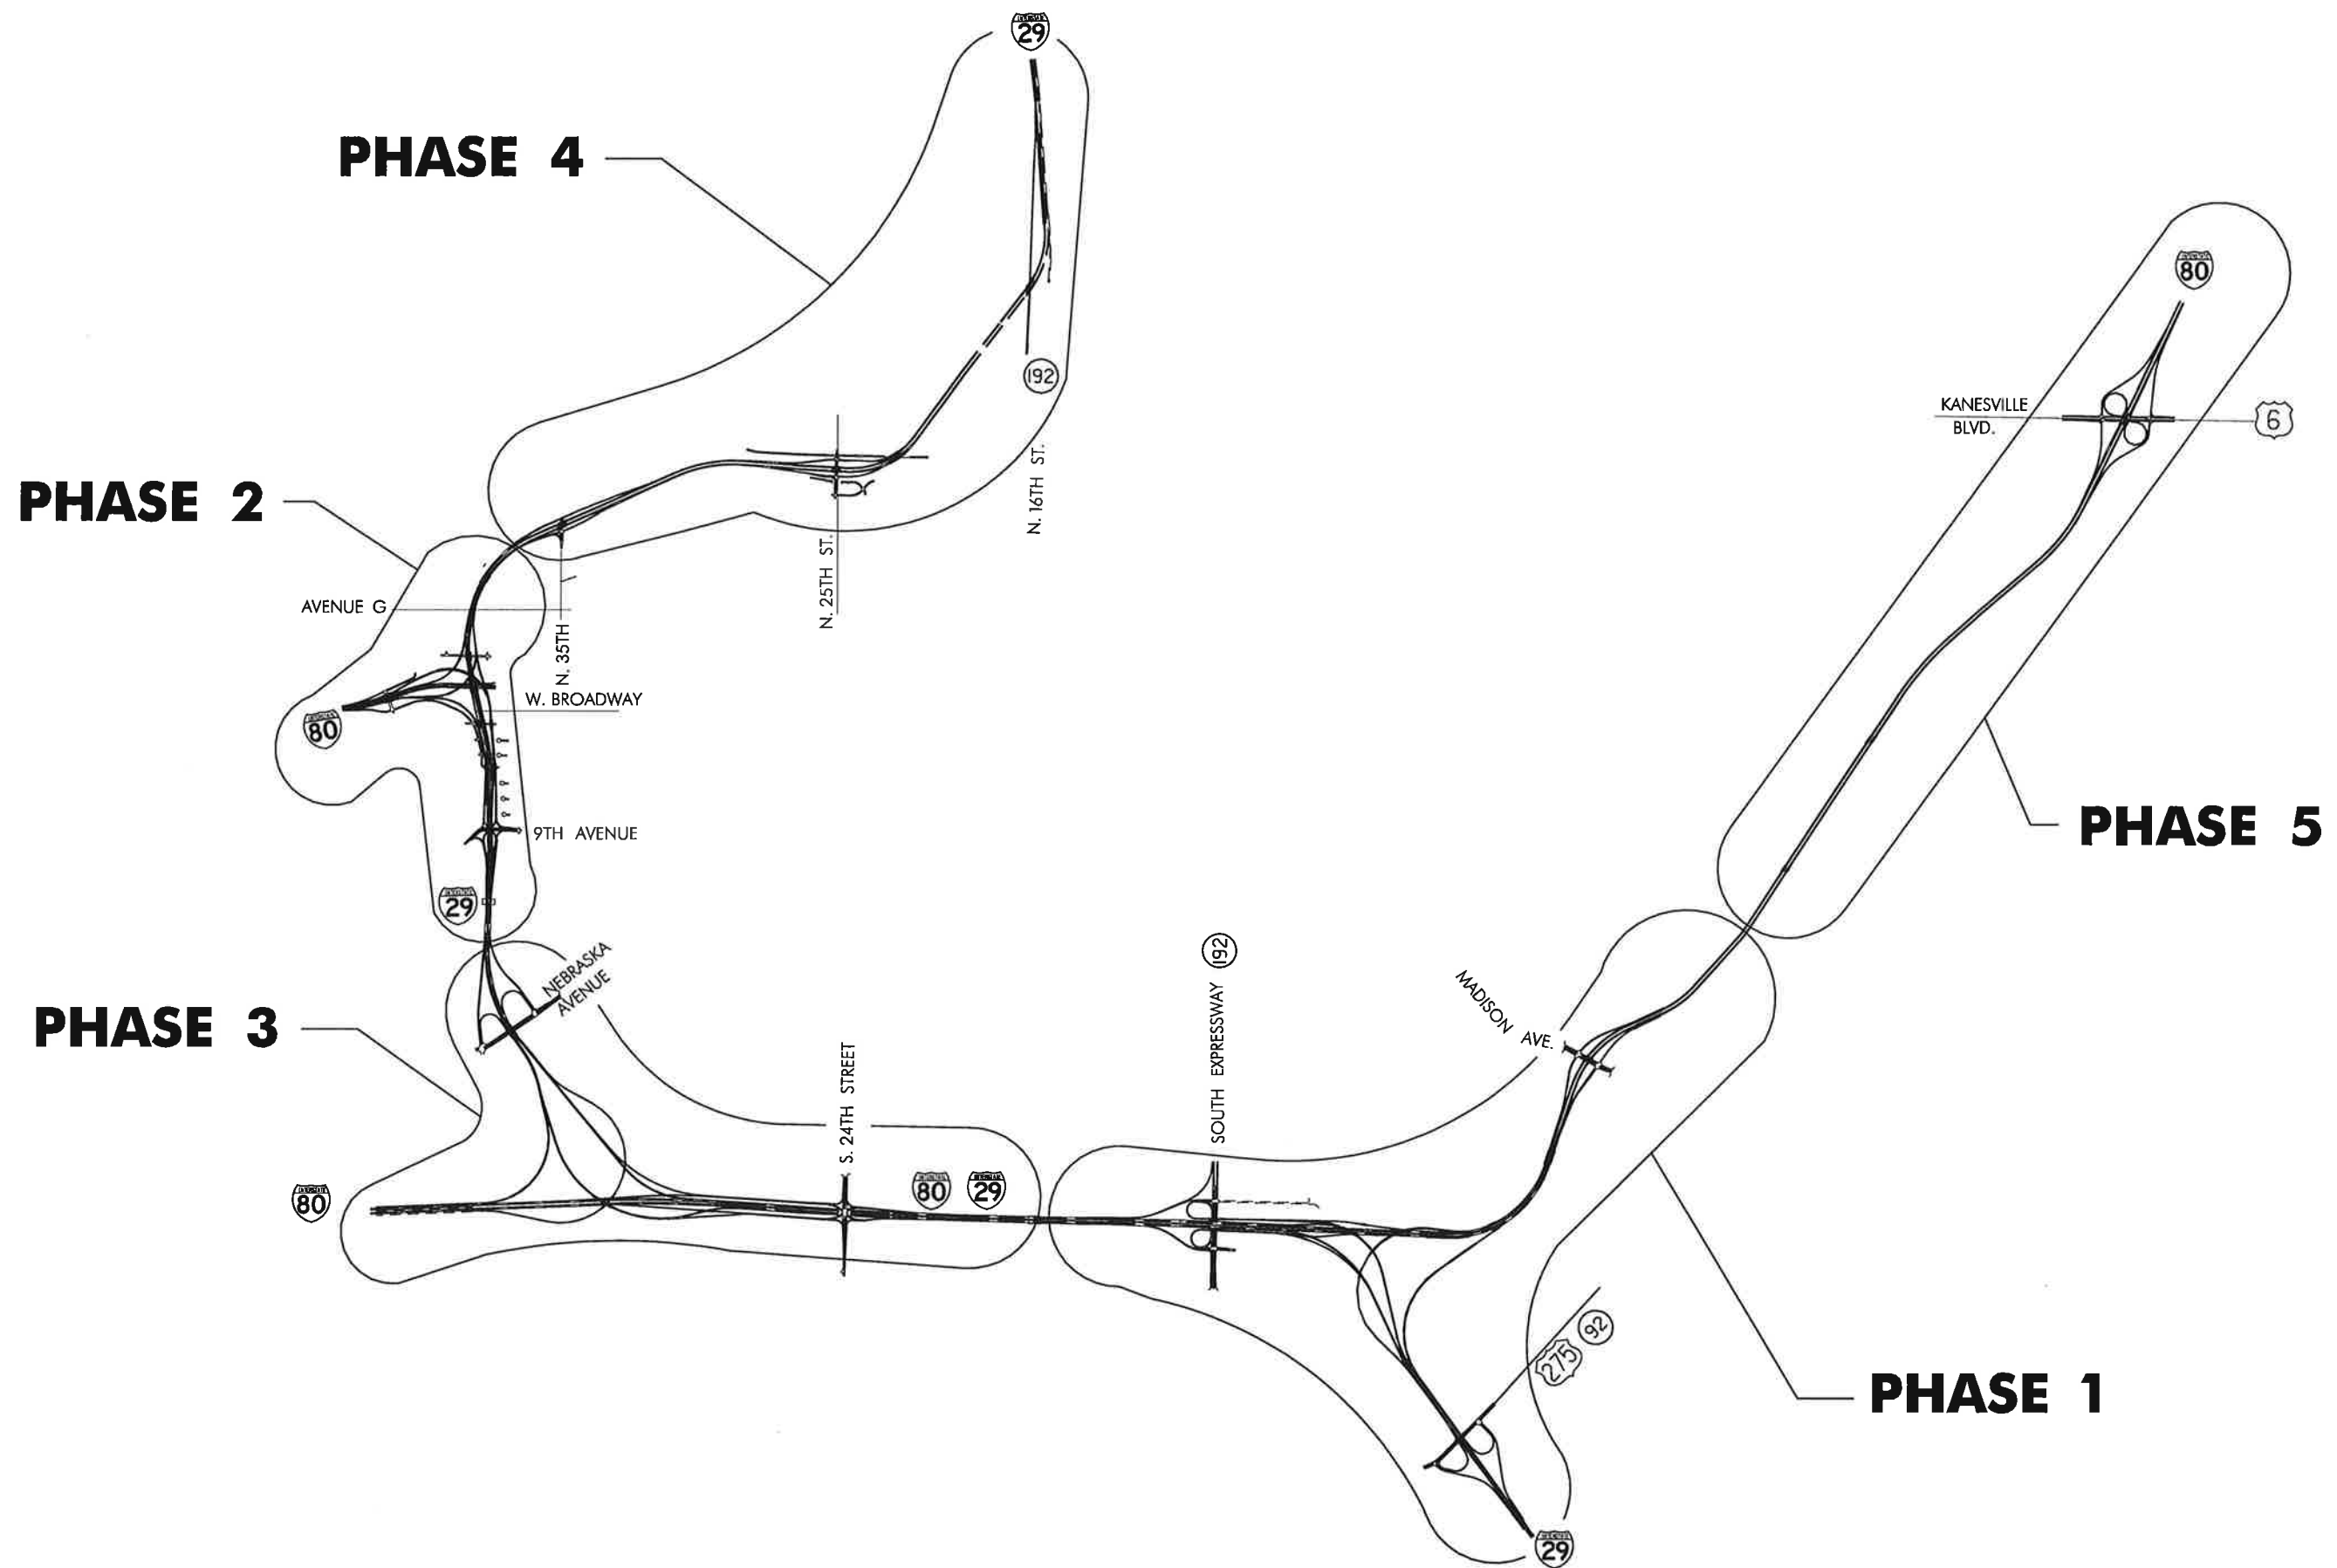 29
PHASE 4
80
192
KANESVILLE
BLVD.
6
N. 16TH ST.
PHASE 2
N. 25TH ST.
AVENUE G
N. 35TH
W. BROADWAY
80
PHASE 5
9TH AVENUE
29
192
NEBRASKA
AVENUE
MADISON AVE.
PHASE 3
SOUTH EXPRESSWAY
S. 24TH STREET
80
80
29
92
275
PHASE 1
29